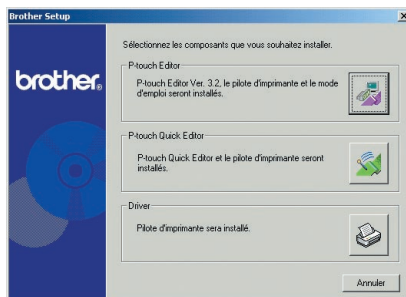 Brother Setup
Sélectionnez les composants que vous souhaitez installer.
brother®
P-touch Editor
P-touch Editor Ver. 3.2, le pilote d'imprimante et le mode
d'emploi seront installés.
P-touch Quick Editor
P-touch Quick Editor et le pilote d'imprimante seront
installés.
Driver
Pilote d'imprimante sera installé.
Annuler